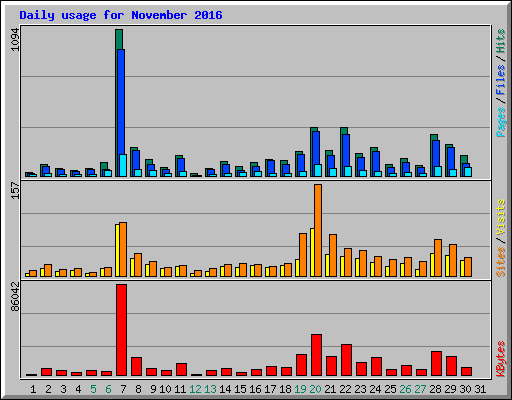 Daily usage for November 2016
1094
Pages / Files / Hits
157
Sites / Visits
86042
KBytes
1 2 3 4 5 6 7 8 9 10 11 12 13 14 15 16 17 18 19 20 21 22 23 24 25 26 27 28 29 30 31